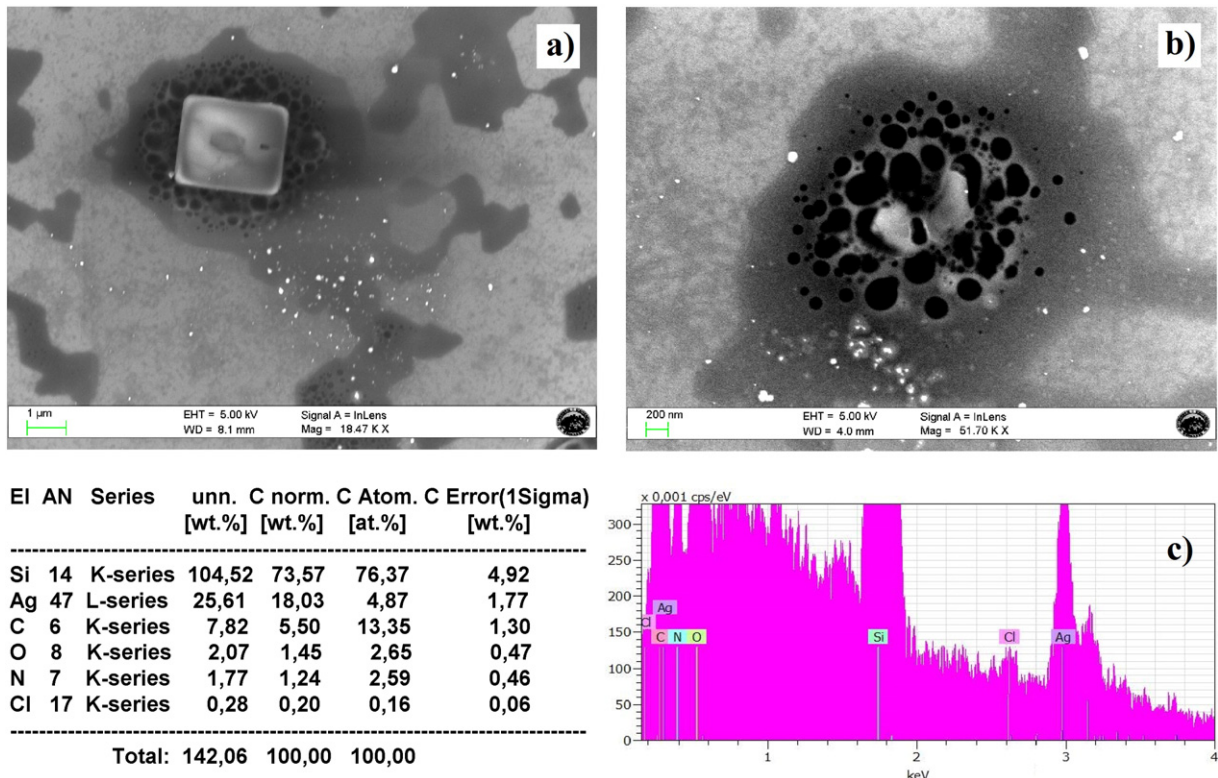 a)
1 µm
EHT = 5.00 kV
WD = 8.1 mm
Signal A = InLens
Mag = 18.47 K X
b)
200 nm
EHT = 5.00 kV
WD = 4.0 mm
Signal A = InLens
Mag = 51.70 K X
El AN Series unn. C norm. C Atom. C Error(1Sigma)
[wt.%] [wt.%] [at.%] [wt.%]
Si 14 K-series 104,52 73,57 76,37 4,92
Ag 47 L-series 25,61 18,03 4,87 1,77
C 6 K-series 7,82 5,50 13,35 1,30
O 8 K-series 2,07 1,45 2,65 0,47
N 7 K-series 1,77 1,24 2,59 0,46
Cl 17 K-series 0,28 0,20 0,16 0,06
Total: 142,06 100,00 100,00
x 0,001 cps/eV
c)
300
250
200
150
100
50
0
Ag
Cl
C N O Si Cl Ag
1 2 3 4
keV